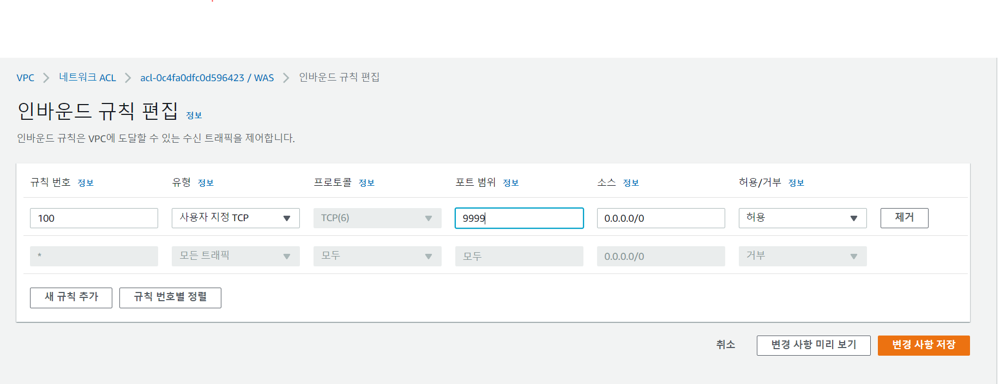 VPC > 네트워크 ACL > acl-0c4fa0dfc0d596423 / WAS > 인바운드 규칙 편집
인바운드 규칙 편집 정보
인바운드 규칙은 VPC에 도달할 수 있는 수신 트래픽을 제어합니다.
규칙 번호 정보 유형 정보 프로토콜 정보 포트 범위 정보 소스 정보 허용/거부 정보
100 사용자 지정 TCP TCP(6) 9999 0.0.0.0/0 허용 제거
* 모든 트래픽 모두 모두 0.0.0.0/0 거부
새 규칙 추가 규칙 번호별 정렬
취소 변경 사항 미리 보기 변경 사항 저장